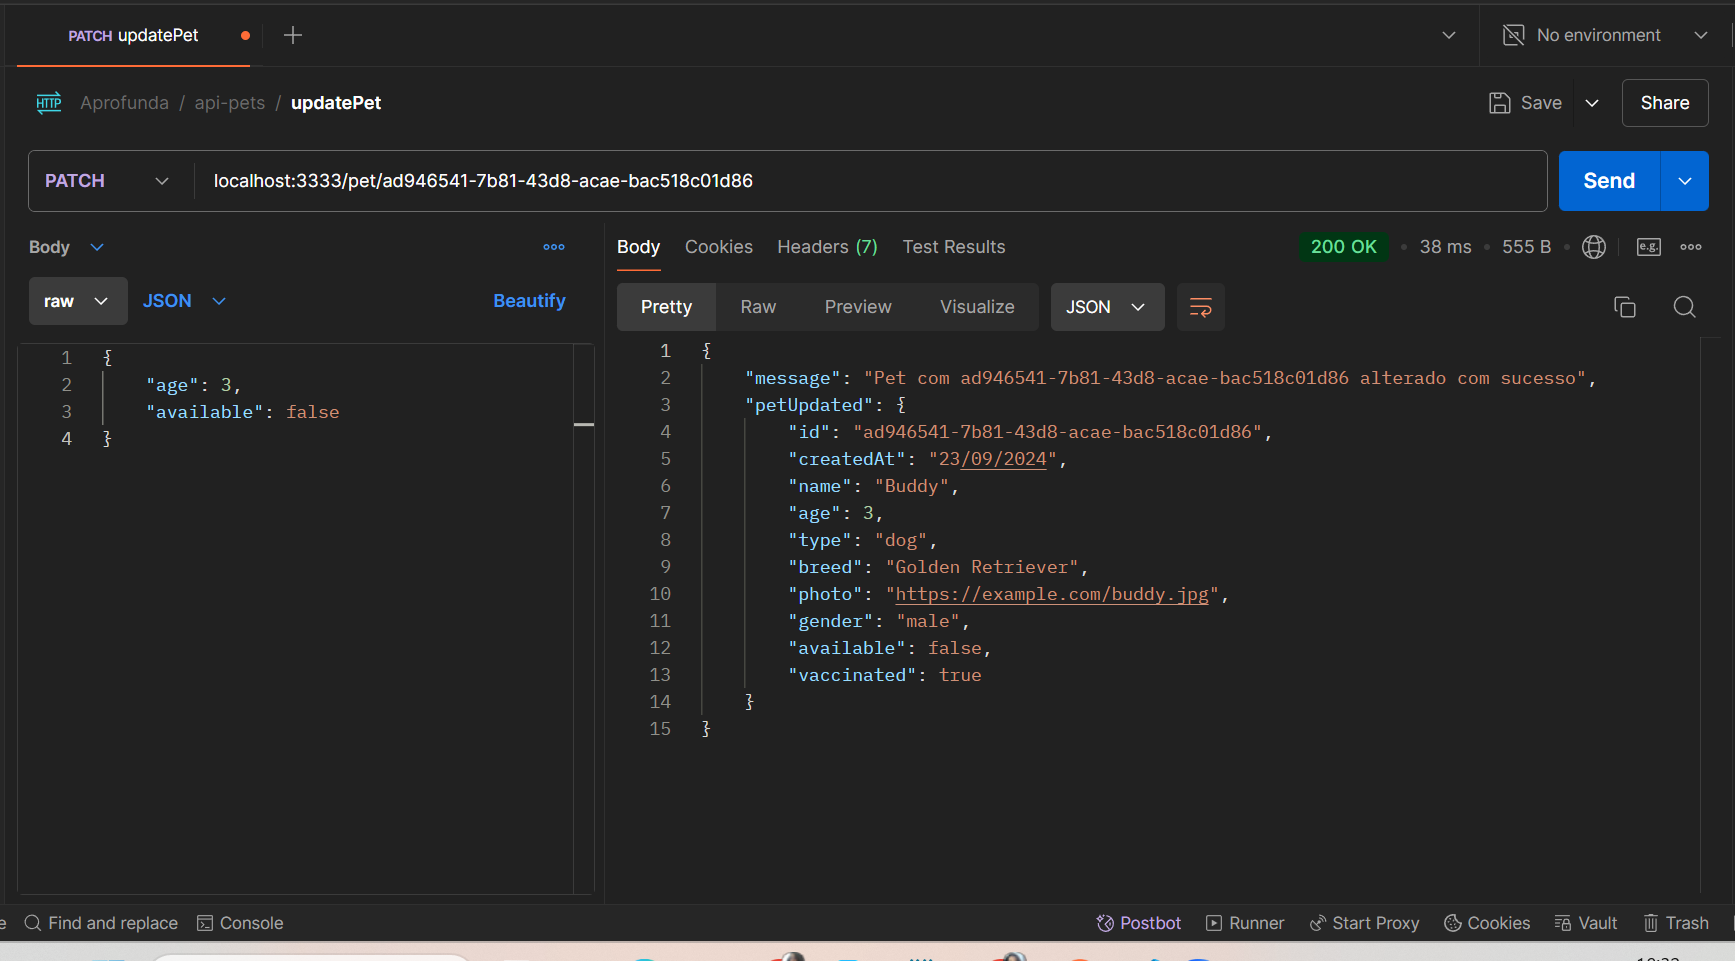 PATCH updatePet
No environment
HTTP Aprofunda / api-pets / updatePet
Save
Share
PATCH
localhost:3333/pet/ad946541-7b81-43d8-acae-bac518c01d86
Send
Body
raw
JSON
Beautify
1 {
2 "age": 3,
3 "available": false
4 }
Body Cookies Headers (7) Test Results
200 OK • 38 ms • 555 B
e.g.
Pretty Raw Preview Visualize
JSON
1 {
2 "message": "Pet com ad946541-7b81-43d8-acae-bac518c01d86 alterado com sucesso",
3 "petUpdated": {
4 "id": "ad946541-7b81-43d8-acae-bac518c01d86",
5 "createdAt": "23/09/2024",
6 "name": "Buddy",
7 "age": 3,
8 "type": "dog",
9 "breed": "Golden Retriever",
10 "photo": "https://example.com/buddy.jpg",
11 "gender": "male",
12 "available": false,
13 "vaccinated": true
14 }
15 }
Find and replace
Console
Postbot
Runner
Start Proxy
Cookies
Vault
Trash